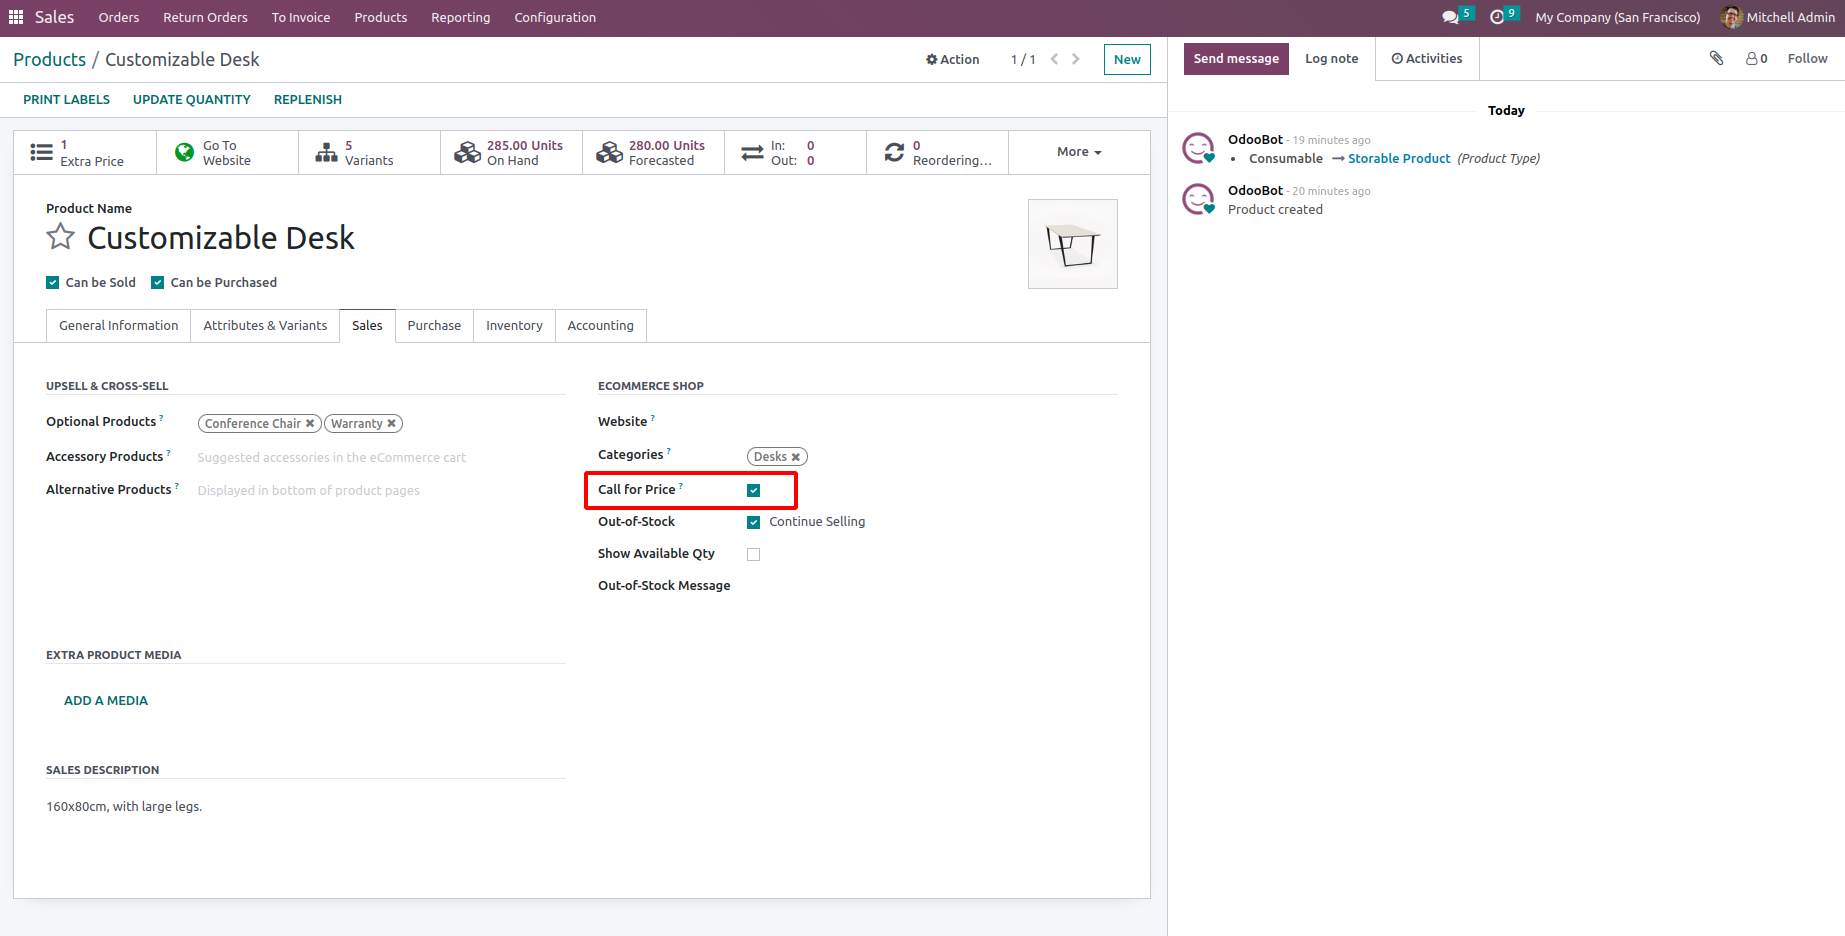 Sales Orders Return Orders To Invoice Products Reporting Configuration 5 9 My Company (San Francisco) Mitchell Admin
Products / Customizable Desk Action 1 / 1 New
PRINT LABELS UPDATE QUANTITY REPLENISH
1 Extra Price
Go To Website
5 Variants
285.00 Units On Hand
280.00 Units Forecasted
In: 0
Out: 0
0 Reordering...
More
Product Name
Customizable Desk
Can be Sold Can be Purchased
General Information Attributes & Variants Sales Purchase Inventory Accounting
UPSELL & CROSS-SELL
Optional Products ? Conference Chair Warranty
Accessory Products ? Suggested accessories in the eCommerce cart
Alternative Products ? Displayed in bottom of product pages
ECOMMERCE SHOP
Website ?
Categories ? Desks
Call for Price ?
Out-of-Stock Continue Selling
Show Available Qty
Out-of-Stock Message
EXTRA PRODUCT MEDIA
ADD A MEDIA
SALES DESCRIPTION
160x80cm, with large legs.
Send message Log note Activities 0 Follow
Today
OdooBot - 19 minutes ago
• Consumable → Storable Product (Product Type)
OdooBot - 20 minutes ago
Product created